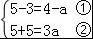 5-3=4-a ①
5+5=3a ②